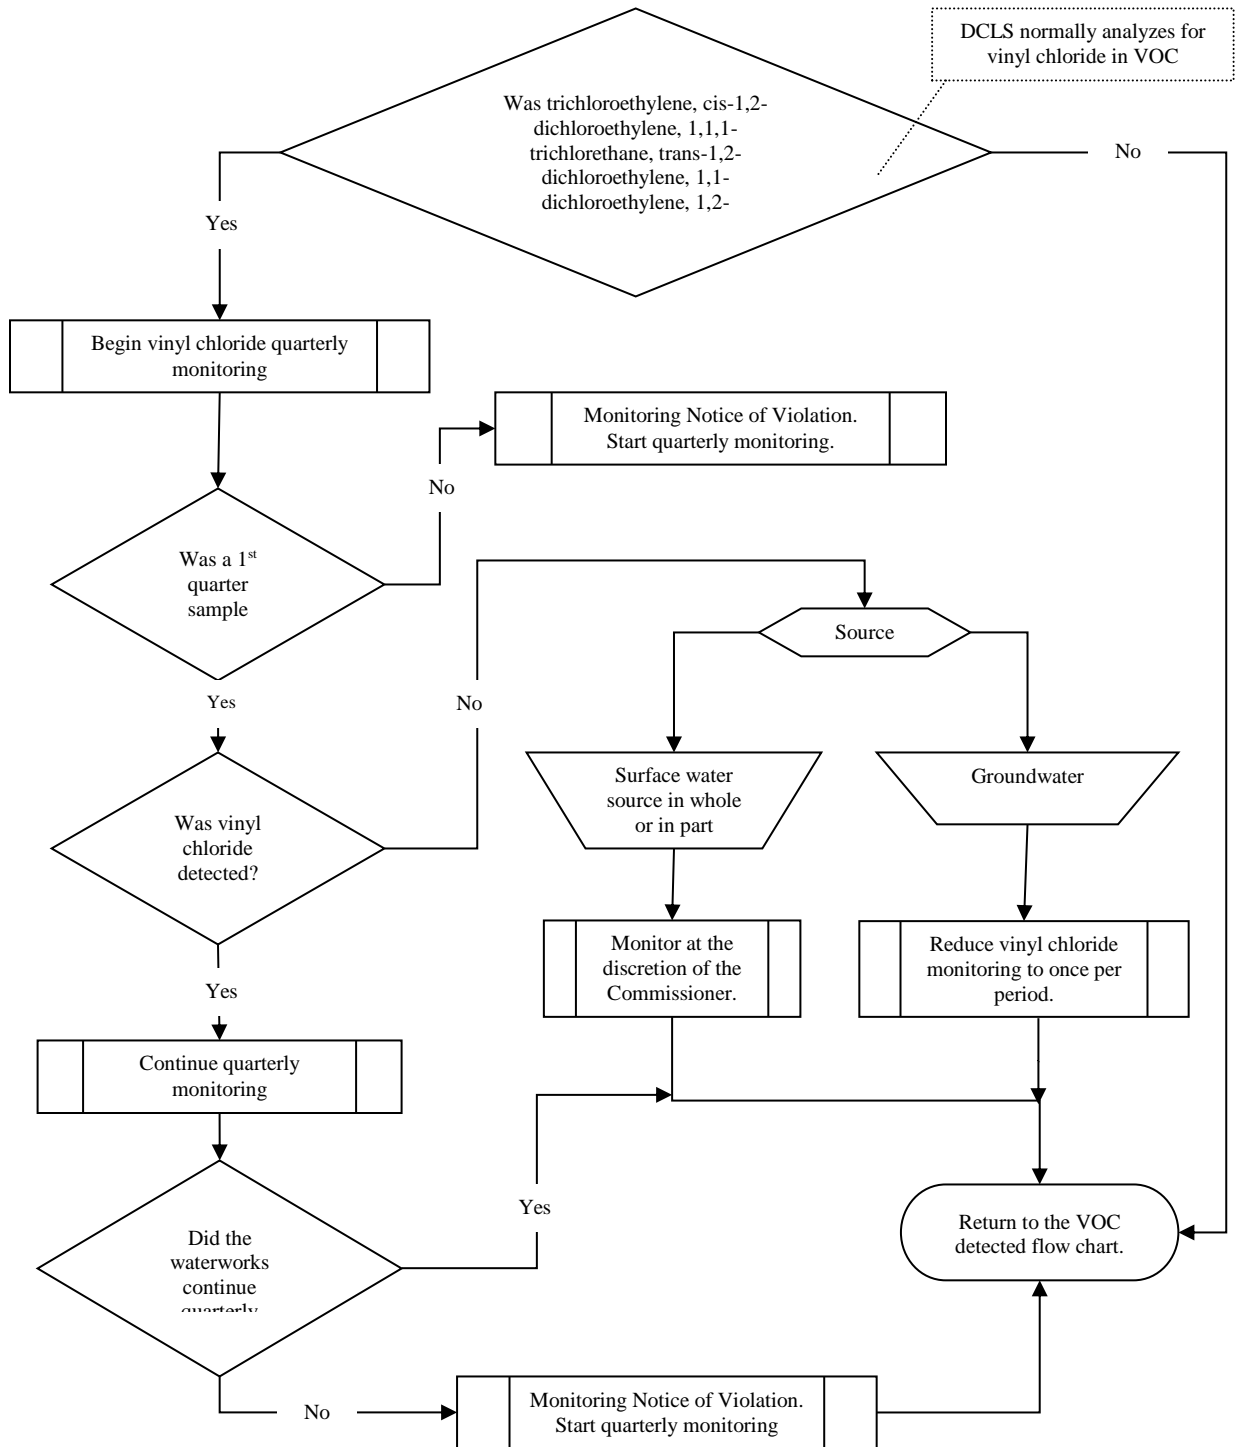 DCLS normally analyzes for
vinyl chloride in VOC
Was trichloroethylene, cis-1,2-
dichloroethylene, 1,1,1-
trichlorethane, trans-1,2-
dichloroethylene, 1,1-
dichloroethylene, 1,2-
No
Yes
Begin vinyl chloride quarterly
monitoring
Monitoring Notice of Violation.
Start quarterly monitoring.
No
Was a 1st
quarter
sample
Source
Yes
No
Surface water
source in whole
or in part
Groundwater
Was vinyl
chloride
detected?
Monitor at the
discretion of the
Commissioner.
Reduce vinyl chloride
monitoring to once per
period.
Yes
Continue quarterly
monitoring
Yes
Return to the VOC
detected flow chart.
Did the
waterworks
continue
quarterly
No
Monitoring Notice of Violation.
Start quarterly monitoring